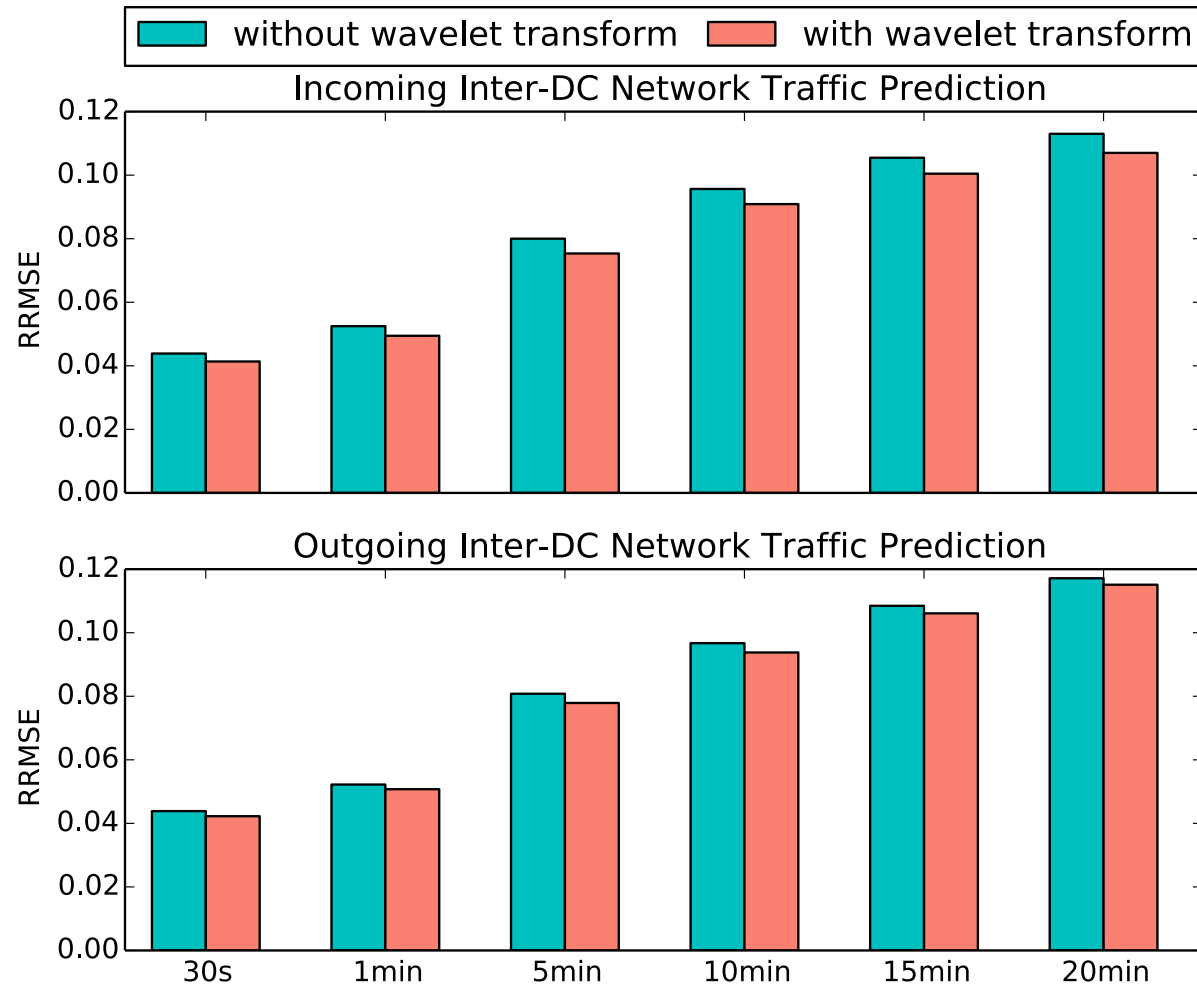 without wavelet transform with wavelet transform
Incoming Inter-DC Network Traffic Prediction
0.12
0.10
0.08
0.06
0.04
0.02
0.00
RRMSE
Outgoing Inter-DC Network Traffic Prediction
0.12
0.10
0.08
0.06
0.04
0.02
0.00
RRMSE
30s 1min 5min 10min 15min 20min